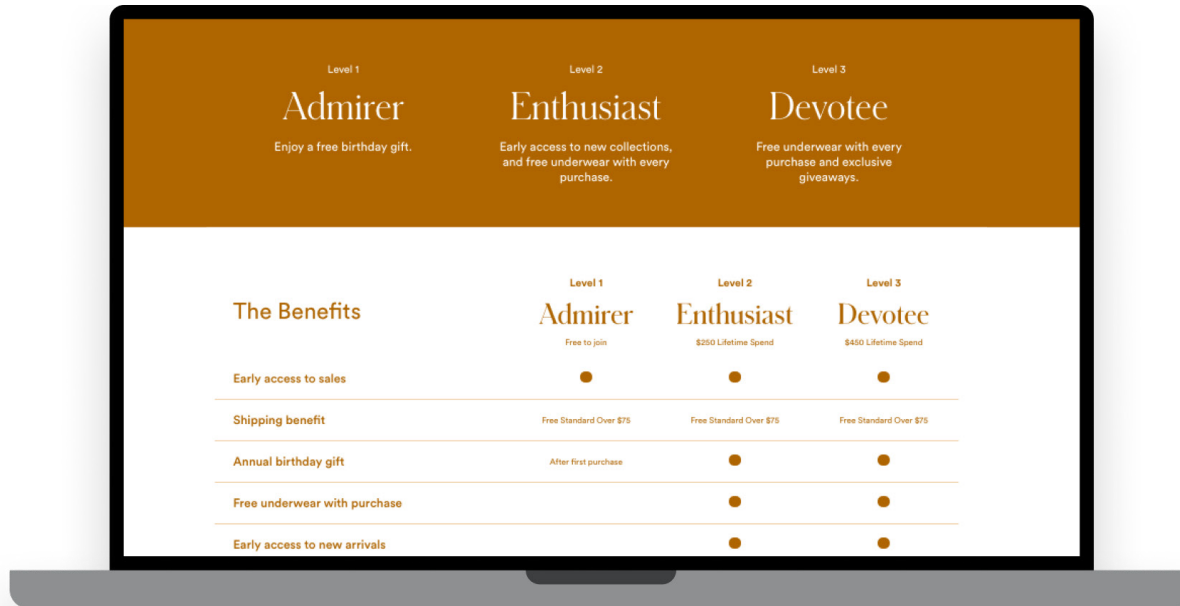 Level 1
Admirer
Enjoy a free birthday gift.
Level 2
Enthusiast
Early access to new collections,
and free underwear with every
purchase.
Level 3
Devotee
Free underwear with every
purchase and exclusive
giveaways.
The Benefits
Level 1
Admirer
Free to join
Level 2
Enthusiast
$250 Lifetime Spend
Level 3
Devotee
$450 Lifetime Spend
Early access to sales
Shipping benefit
Free Standard Over $75
Free Standard Over $75
Free Standard Over $75
Annual birthday gift
After first purchase
Free underwear with purchase
Early access to new arrivals